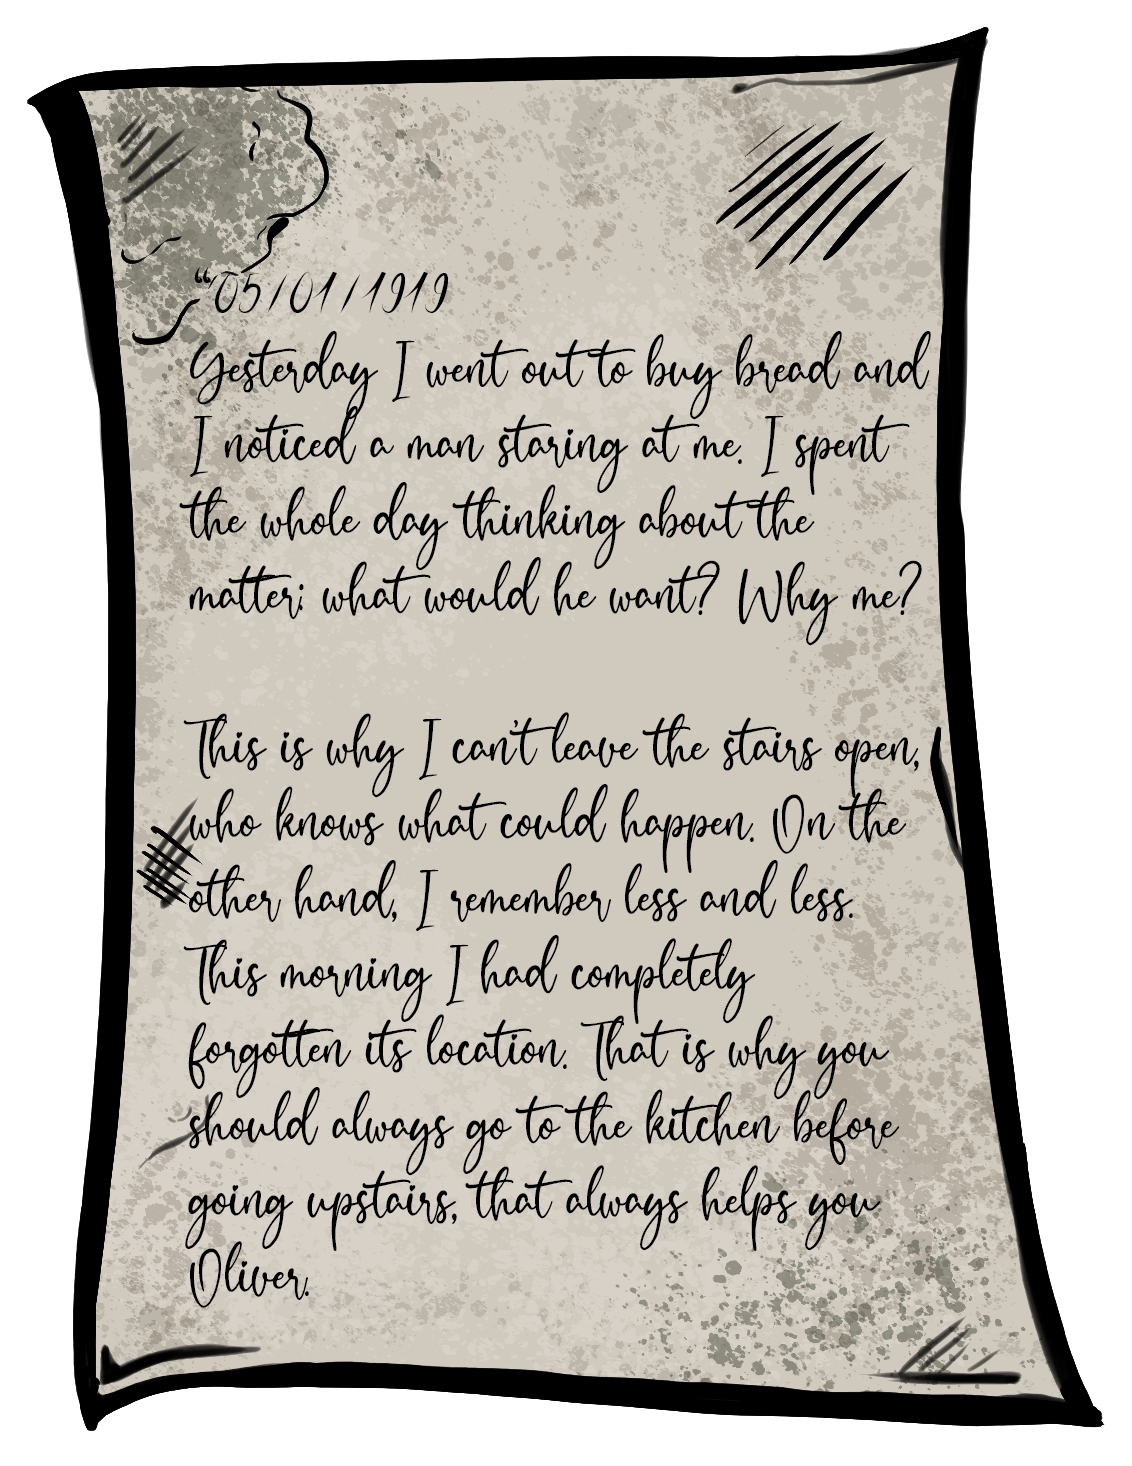 “05/01/1919
Yesterday I went out to buy bread and
I noticed a man staring at me. I spent
the whole day thinking about the
matter; what would he want? Why me?
This is why I can't leave the stairs open,
who knows what could happen. On the
other hand, I remember less and less.
This morning I had completely
forgotten its location. That is why you
should always go to the kitchen before
going upstairs, that always helps you
Oliver.